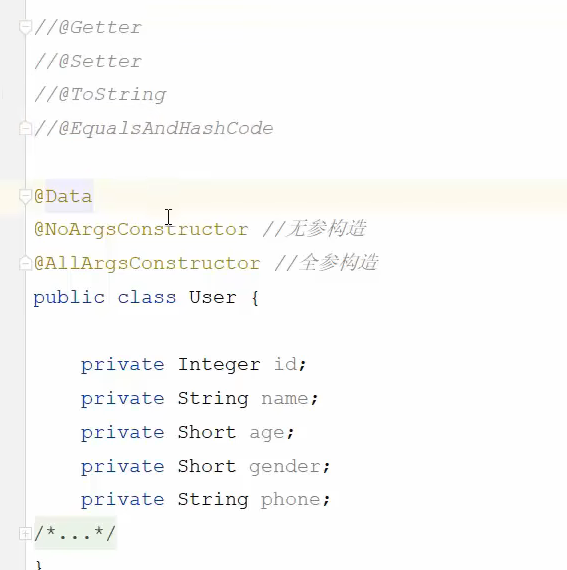 //@Getter
//@Setter
//@ToString
//@EqualsAndHashCode
@Data
@NoArgsConstructor //无参构造
@AllArgsConstructor //全参构造
public class User {
private Integer id;
private String name;
private Short age;
private Short gender;
private String phone;
/*...*/
}